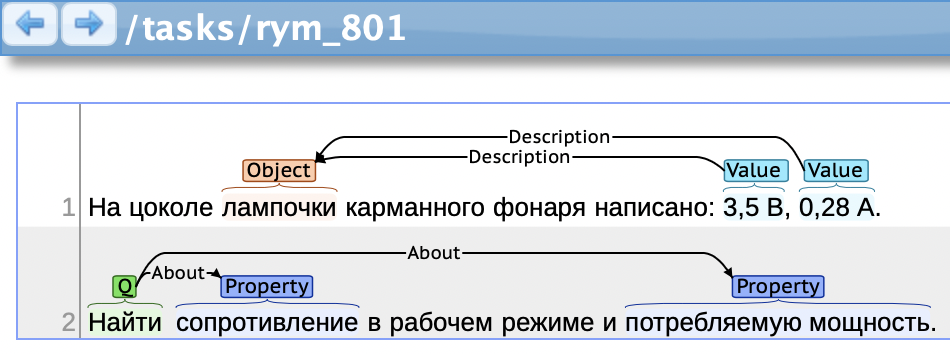 /tasks/rym_801
Description
Description
Object Value Value
1 На цоколе лампочки карманного фонаря написано: 3,5 В, 0,28 А.
About
About
Q Property Property
2 Найти сопротивление в рабочем режиме и потребляемую мощность.